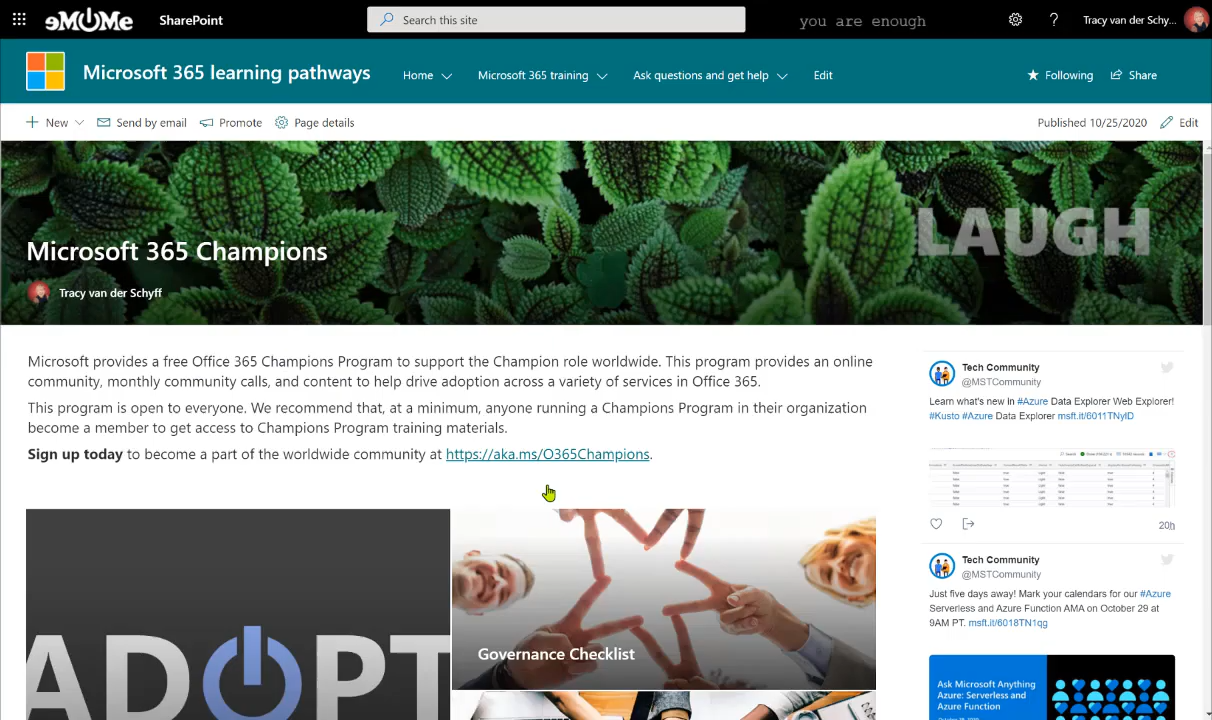 eMOMe SharePoint Search this site you are enough ? Tracy van der Schy...
Microsoft 365 learning pathways Home Microsoft 365 training Ask questions and get help Edit Following Share
New Send by email Promote Page details Published 10/25/2020 Edit
LAUGH
Microsoft 365 Champions
Tracy van der Schyff
Microsoft provides a free Office 365 Champions Program to support the Champion role worldwide. This program provides an online
community, monthly community calls, and content to help drive adoption across a variety of services in Office 365.
This program is open to everyone. We recommend that, at a minimum, anyone running a Champions Program in their organization
become a member to get access to Champions Program training materials.
Sign up today to become a part of the worldwide community at https://aka.ms/O365Champions.
ADOPT
Governance Checklist
Tech Community
@MSTCommunity
Learn what's new in #Azure Data Explorer Web Explorer!
#Kusto #Azure Data Explorer msft.it/6011TNylD
20h
Tech Community
@MSTCommunity
Just five days away! Mark your calendars for our #Azure
Serverless and Azure Function AMA on October 29 at
9AM PT. msft.it/6018TN1qg
Ask Microsoft Anything
Azure: Serverless and
Azure Function